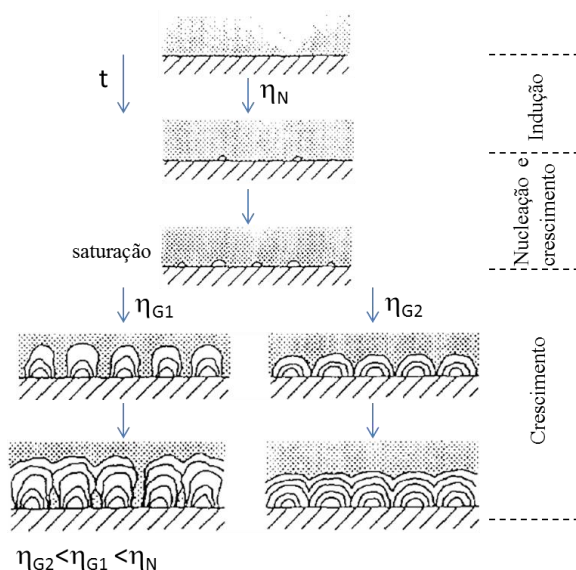 t
ηN
Indução
Nucleação e
crescimento
saturação
ηG1
ηG2
Crescimento
ηG2<ηG1 <ηN